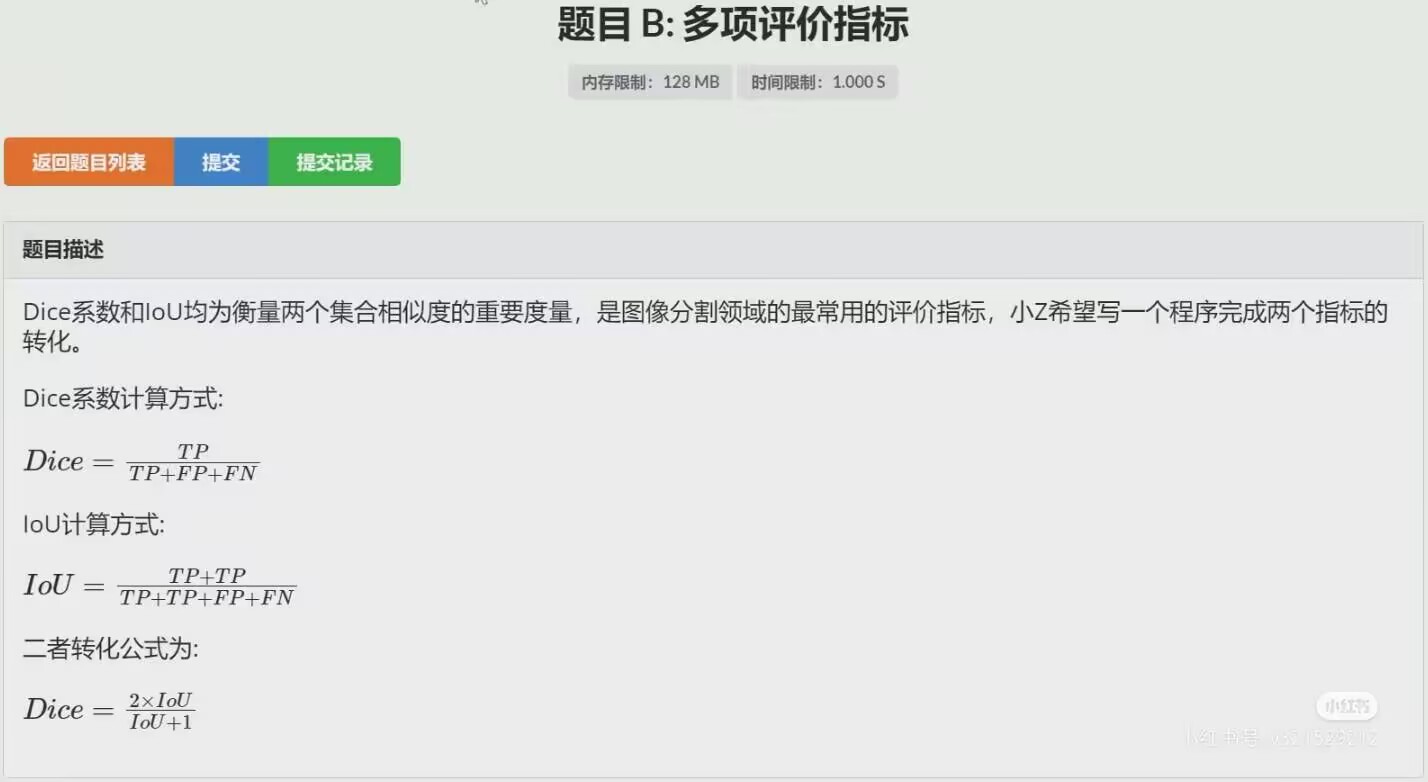 题目 B: 多项评价指标
内存限制：128 MB 时间限制：1.000 S
返回题目列表 提交 提交记录
题目描述
Dice系数和IoU均为衡量两个集合相似度的重要度量，是图像分割领域的最常用的评价指标，小Z希望写一个程序完成两个指标的
转化。
Dice系数计算方式:
Dice = TP / TP+FP+FN
IoU计算方式:
IoU = TP+TP / TP+TP+FP+FN
二者转化公式为:
Dice = 2×IoU / IoU+1
小红书
小红书号